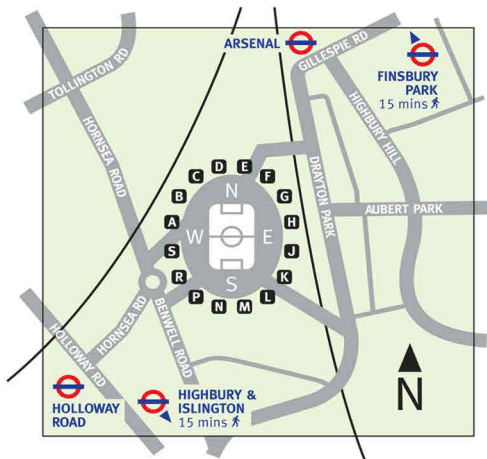 ARSENAL
GILLESPIE RD
FINSBURY
PARK
15 mins
TOLLINGTON RD
HORNSEA ROAD
HIGHBURY HILL
DRAYTON PARK
AUBERT PARK
A
B
C
D
E
F
G
H
J
K
L
M
N
P
R
S
N
W
E
S
HORNSEA RD
BENWELL ROAD
HOLLOWAY RD
HOLLOWAY
ROAD
HIGHBURY &
ISLINGTON
15 mins
N